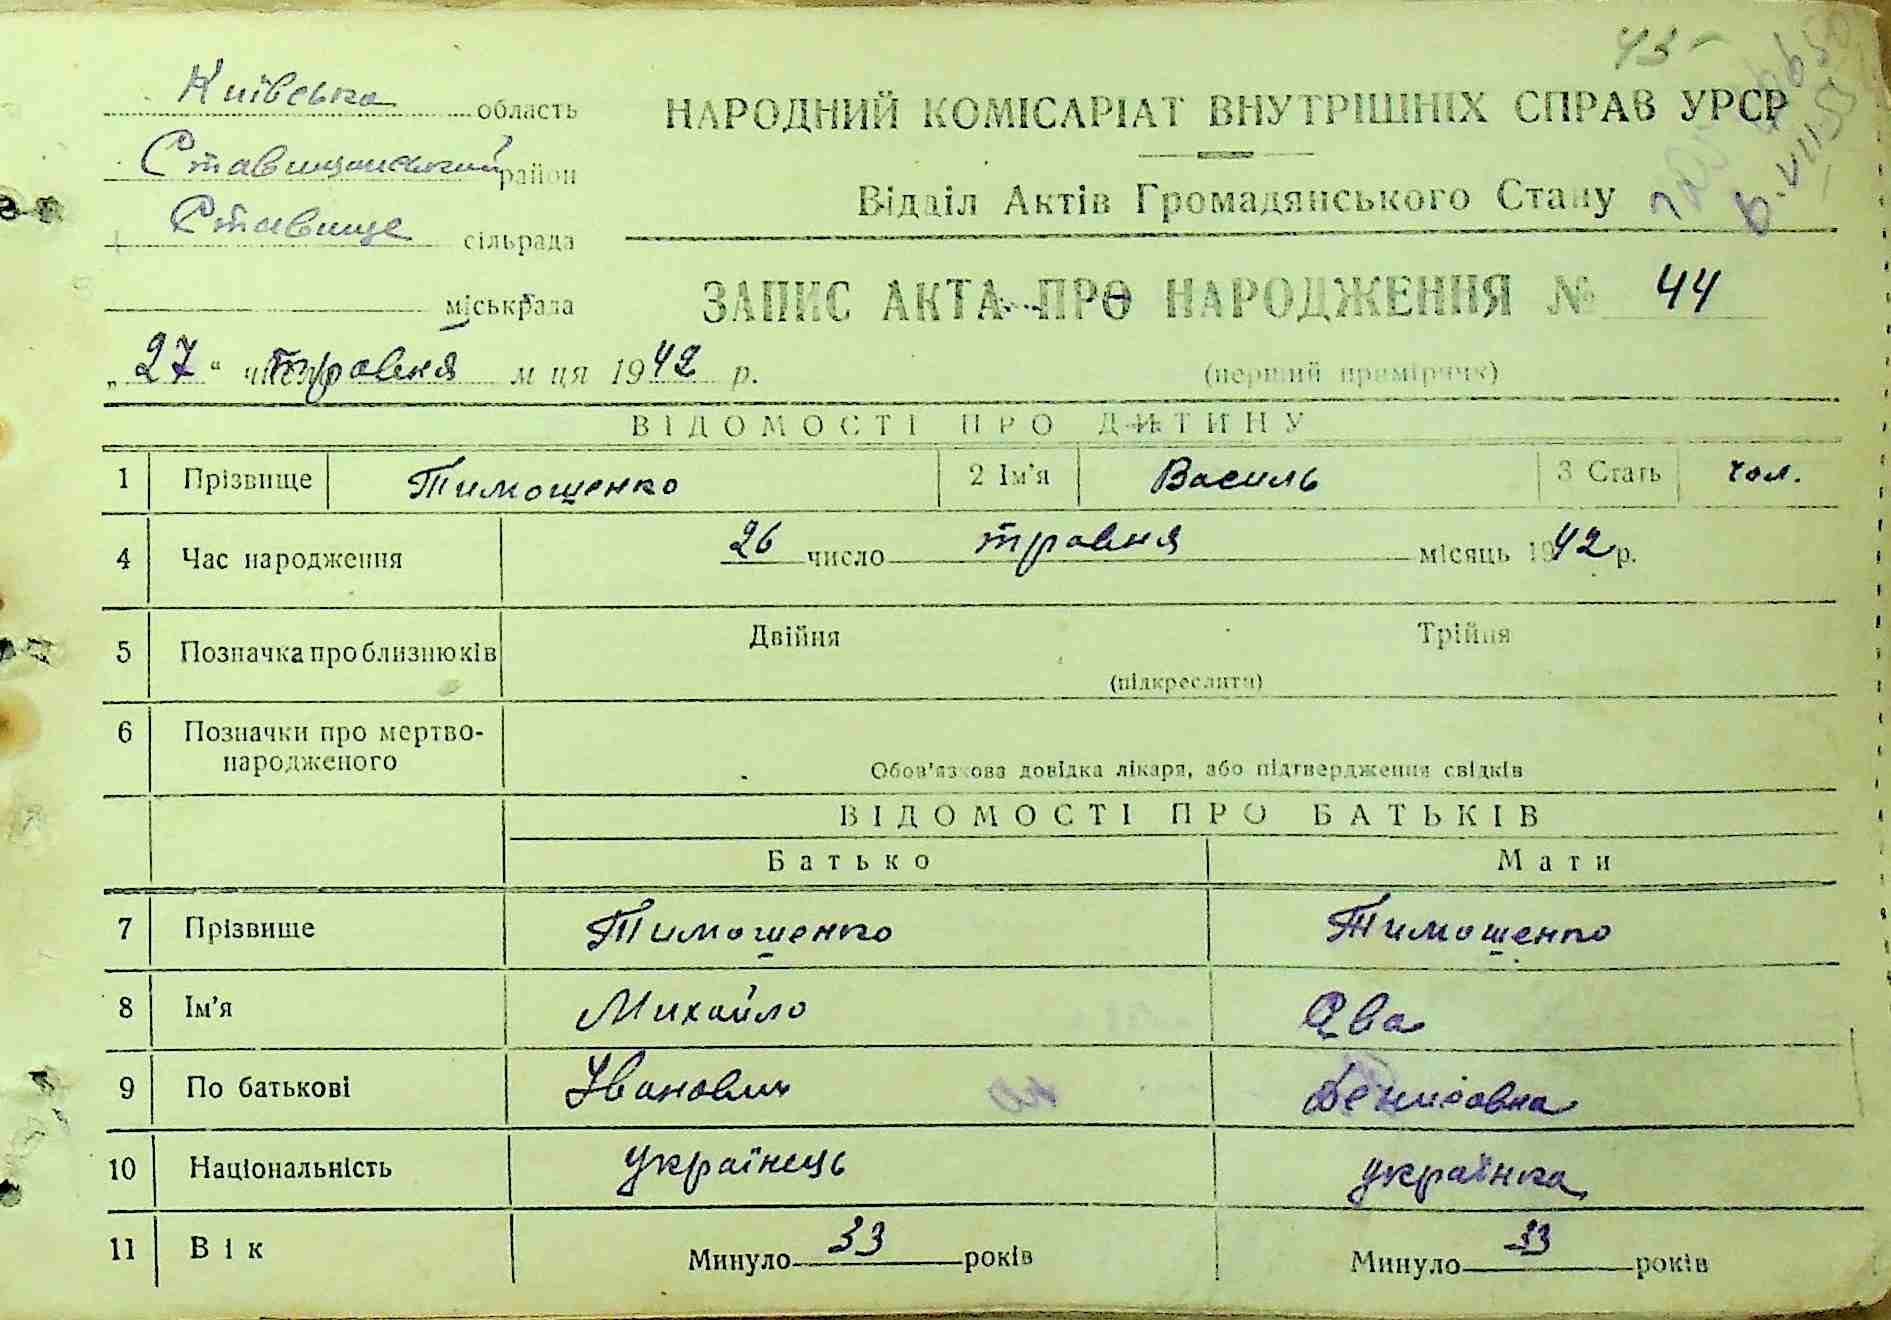 43
Київська область
Ставищанський район
Ставище сільрада
міськрада
НАРОДНИЙ КОМІСАРІАТ ВНУТРІШНІХ СПРАВ УРСР
Відділ Актів Громадянського Стану
ЗАПИС АКТА ПРО НАРОДЖЕННЯ № 44
„27“ числа травня м ця 1942 р.
(перший примірник)
ВІДОМОСТІ ПРО ДИТИНУ
1 Прізвище Тимошенко 2 Ім'я Василь 3 Стать чол.
4 Час народження 26 число травня місяць 1942 р.
5 Позначка про близнюків Двійня Трійня
(підкреслити)
6 Позначки про мертво-
народженого
Обов'язкова довідка лікаря, або підтвердження свідків
ВІДОМОСТІ ПРО БАТЬКІВ
Батько Мати
7 Прізвище Тимошенко Тимошенко
8 Ім'я Михайло Єва
9 По батькові Іванович Денисовна
10 Національність українець українка
11 Вік Минуло 33 років Минуло 33 років